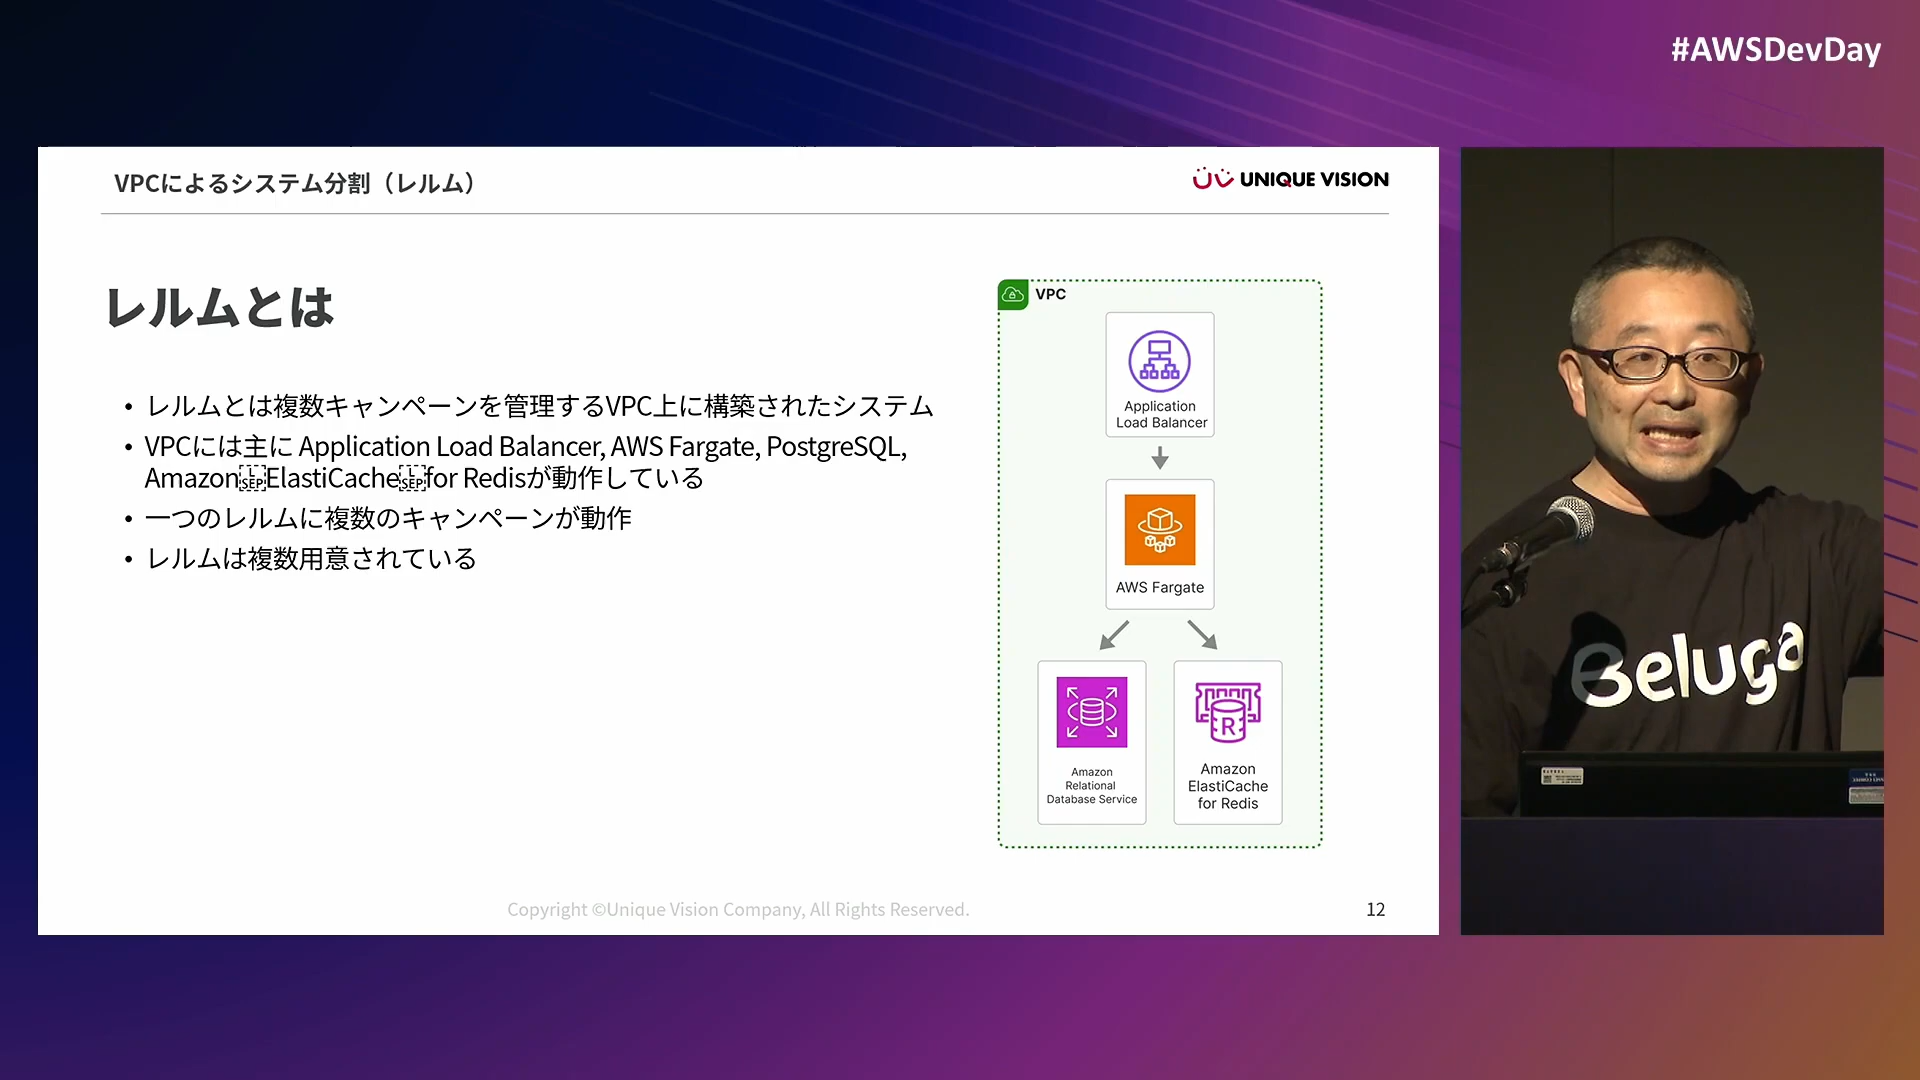 #AWSDevDay
VPCによるシステム分割（レルム）
UNIQUE VISION
レルムとは
• レルムとは複数キャンペーンを管理するVPC上に構築されたシステム
• VPCには主に Application Load Balancer, AWS Fargate, PostgreSQL,
Amazon LSEP ElastiCache LSEP for Redisが動作している
• 一つのレルムに複数のキャンペーンが動作
• レルムは複数用意されている
VPC
Application
Load Balancer
AWS Fargate
Amazon
Relational
Database Service
R
Amazon
ElastiCache
for Redis
Copyright ©Unique Vision Company, All Rights Reserved.
12
Beluga